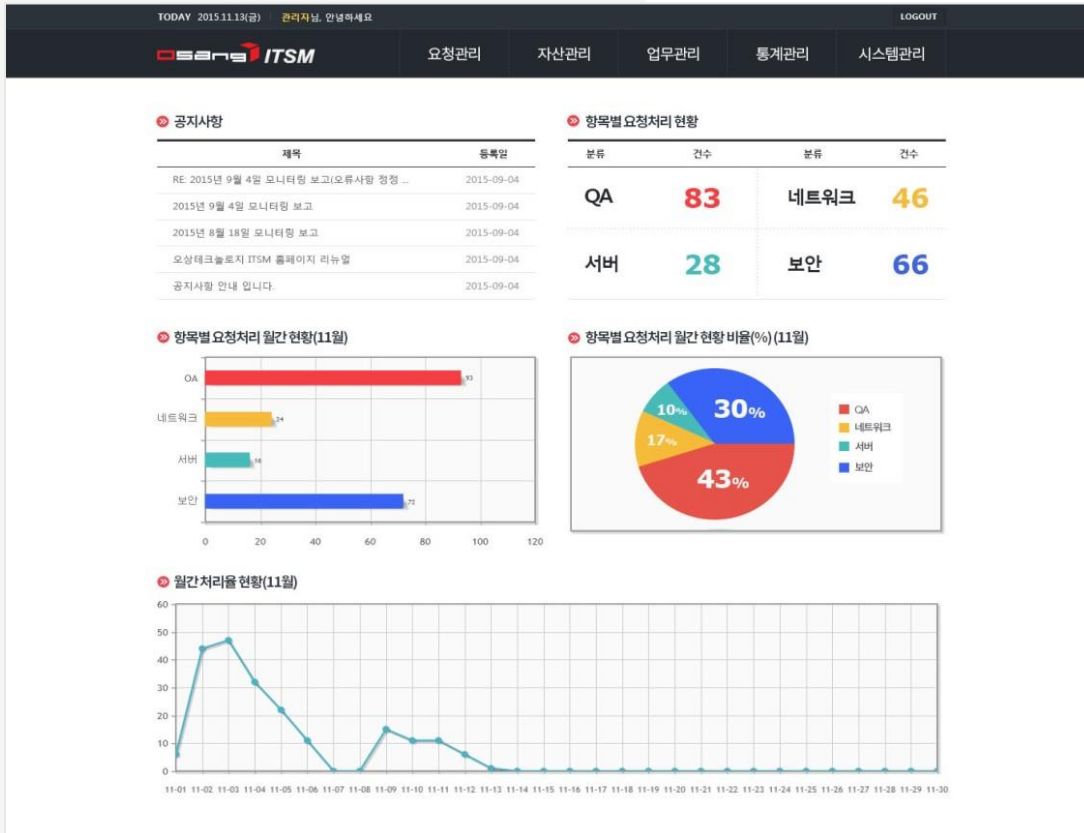 TODAY 2015.11.13(금) 관리자님, 안녕하세요 LOGOUT
osang ITSM 요청관리 자산관리 업무관리 통계관리 시스템관리
공지사항
제목 등록일
RE: 2015년 9월 4일 모니터링 보고(오류사항 정정 ... 2015-09-04
2015년 9월 4일 모니터링 보고 2015-09-04
2015년 8월 18일 모니터링 보고 2015-09-04
오상테크놀로지 ITSM 홈페이지 리뉴얼 2015-09-04
공지사항 안내 입니다. 2015-09-04
항목별 요청처리 현황
분류 건수 분류 건수
QA 83 네트워크 46
서버 28 보안 66
항목별 요청처리 월간 현황(11월)
QA 93
네트워크 24
서버 16
보안 72
0 20 40 60 80 100 120
항목별 요청처리 월간 현황 비율(%) (11월)
10% 30%
17%
43%
QA
네트워크
서버
보안
월간 처리율 현황(11월)
60
50
40
30
20
10
0
11-01 11-02 11-03 11-04 11-05 11-06 11-07 11-08 11-09 11-10 11-11 11-12 11-13 11-14 11-15 11-16 11-17 11-18 11-19 11-20 11-21 11-22 11-23 11-24 11-25 11-26 11-27 11-28 11-29 11-30